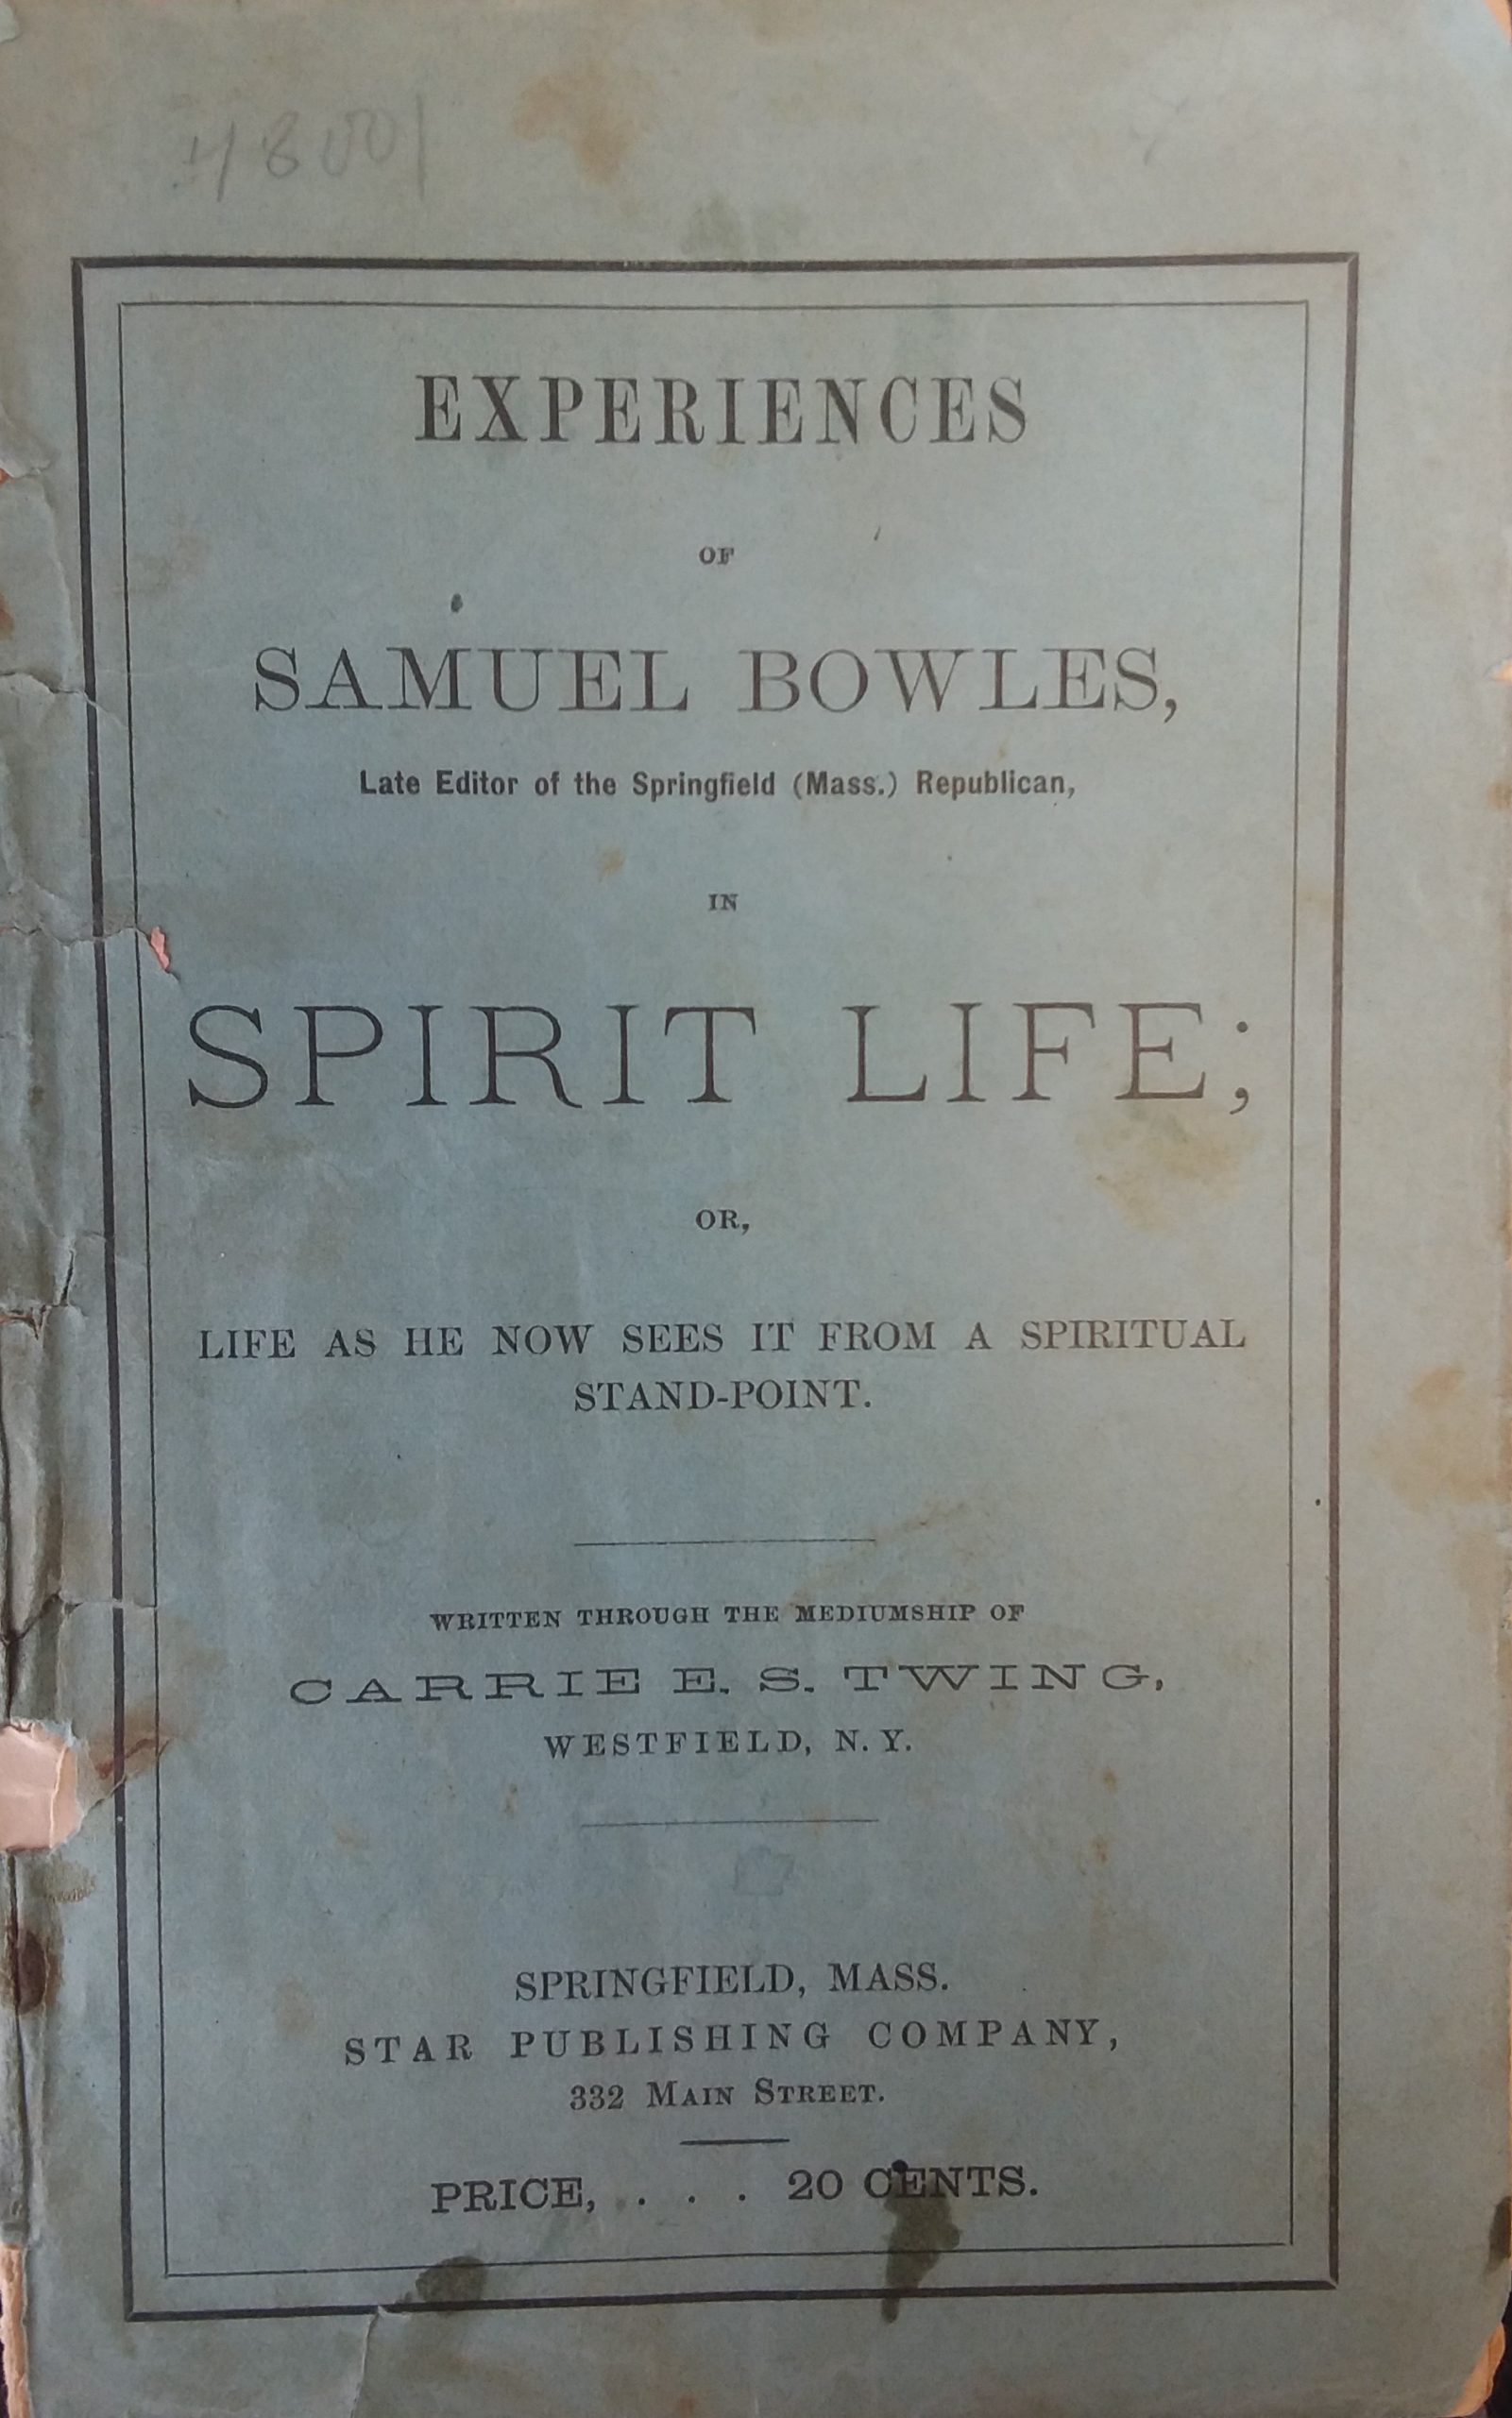 EXPERIENCES
OF
SAMUEL BOWLES,
Late Editor of the Springfield (Mass.) Republican,
IN
SPIRIT LIFE;
OR,
LIFE AS HE NOW SEES IT FROM A SPIRITUAL
STAND-POINT.
WRITTEN THROUGH THE MEDIUMSHIP OF
CARRIE E. S. TWING,
WESTFIELD, N. Y.
SPRINGFIELD, MASS.
STAR PUBLISHING COMPANY,
332 MAIN STREET.
PRICE, . . . 20 CENTS.